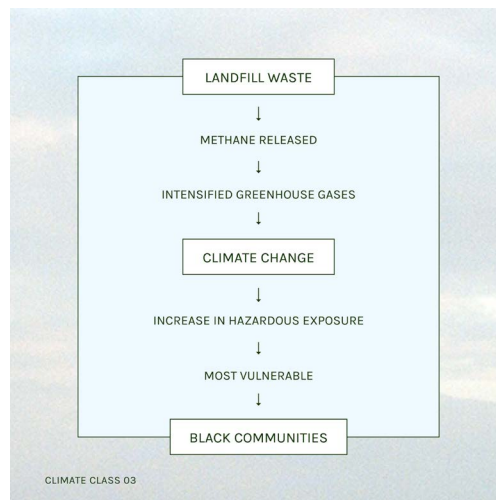 LANDFILL WASTE
↓
METHANE RELEASED
↓
INTENSIFIED GREENHOUSE GASES
↓
CLIMATE CHANGE
↓
INCREASE IN HAZARDOUS EXPOSURE
↓
MOST VULNERABLE
↓
BLACK COMMUNITIES
CLIMATE CLASS 03